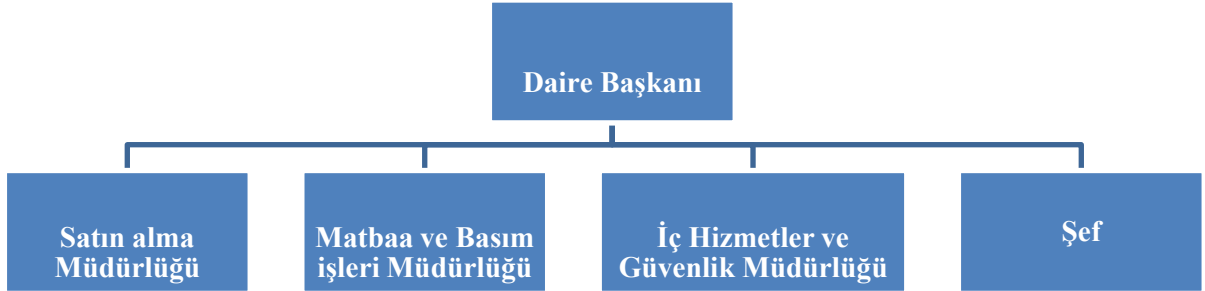 Daire Başkanı
Satın alma
Müdürlüğü
Matbaa ve Basım
işleri Müdürlüğü
İç Hizmetler ve
Güvenlik Müdürlüğü
Şef